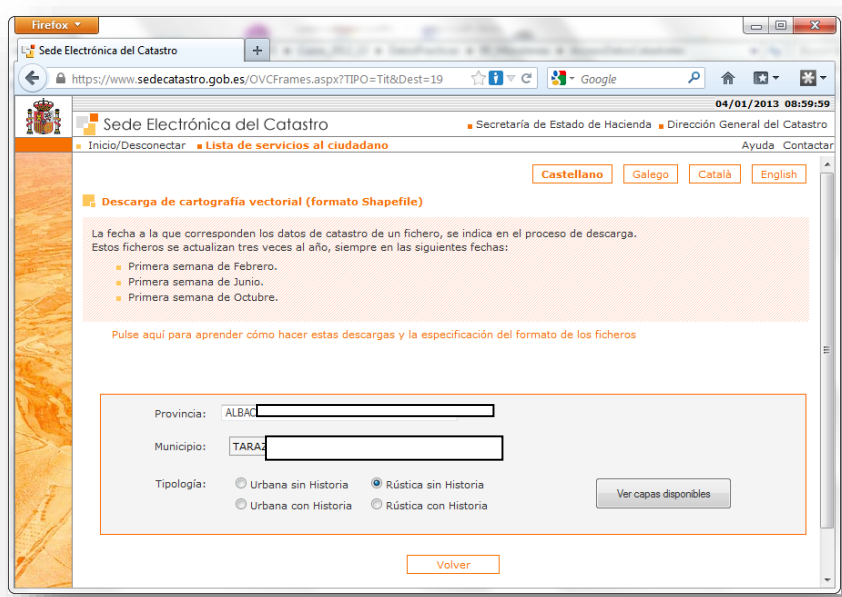 Firefox
Sede Electrónica del Catastro
https://www.sedecatastro.gob.es/OVCFrames.aspx?TIPO=Tit&Dest=19
Google
04/01/2013 08:59:59
Sede Electrónica del Catastro
Secretaría de Estado de Hacienda
Dirección General del Catastro
Inicio/Desconectar
Lista de servicios al ciudadano
Ayuda Contactar
Castellano
Galego
Català
English
Descarga de cartografía vectorial (formato Shapefile)
La fecha a la que corresponden los datos de catastro de un fichero, se indica en el proceso de descarga.
Estos ficheros se actualizan tres veces al año, siempre en las siguientes fechas:
Primera semana de Febrero.
Primera semana de Junio.
Primera semana de Octubre.
Pulse aquí para aprender cómo hacer estas descargas y la especificación del formato de los ficheros
Provincia: ALBAC
Municipio: TARAZ
Tipología:
Urbana sin Historia
Rústica sin Historia
Urbana con Historia
Rústica con Historia
Ver capas disponibles
Volver